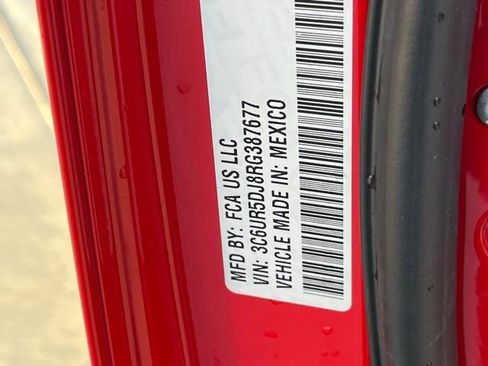 MFD BY: FCA US LLC
VIN: 3C6UR5DJ8RG387677
VEHICLE MADE IN: MEXICO